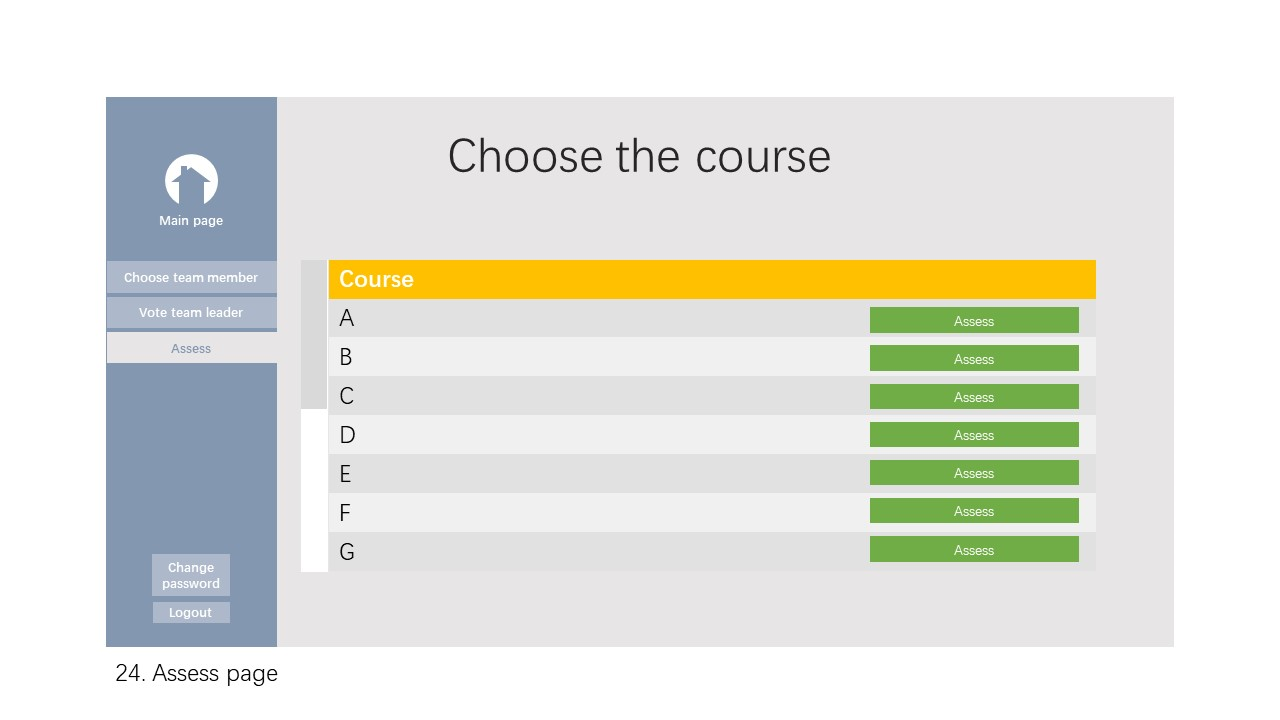 Choose the course
Main page
Choose team member
Vote team leader
Assess
Course
A Assess
B Assess
C Assess
D Assess
E Assess
F Assess
G Assess
Change
password
Logout
24. Assess page